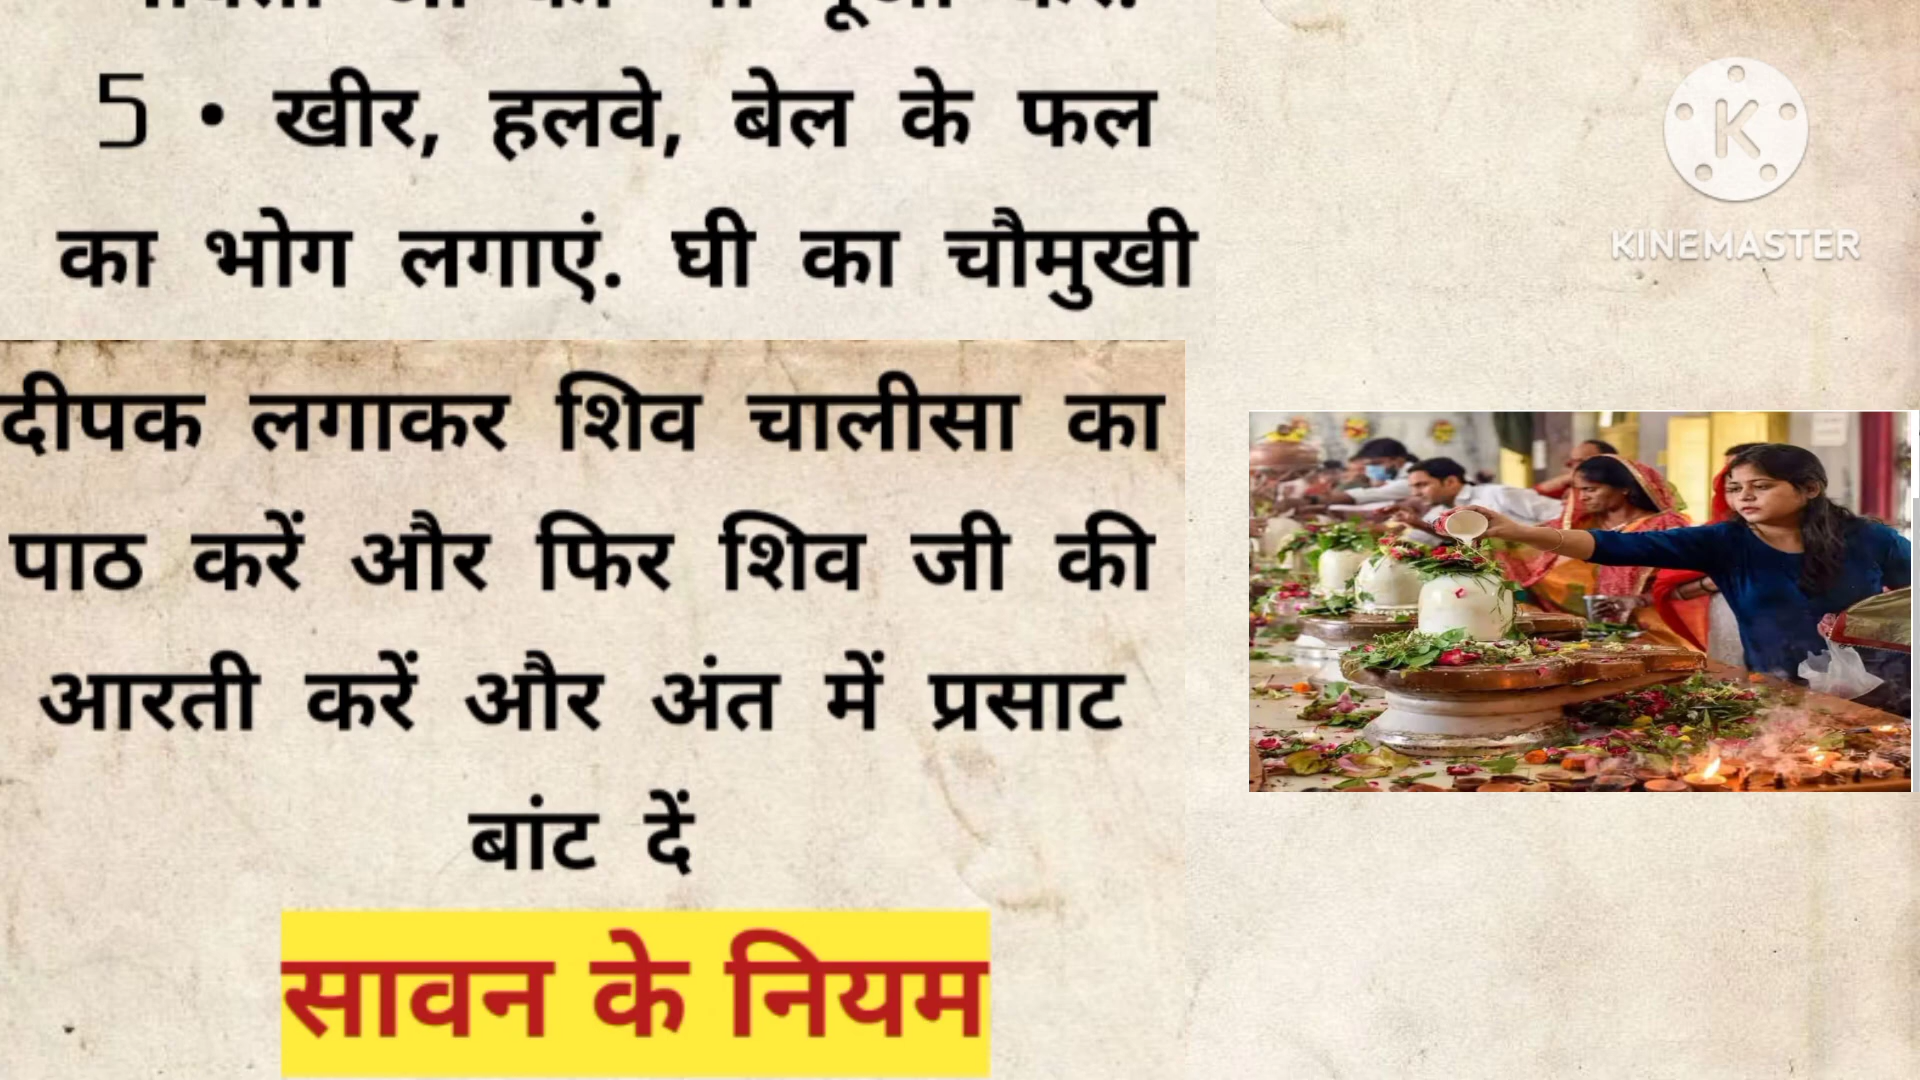 5 • खीर, हलवे, बेल के फल
का भोग लगाएं. घी का चौमुखी
दीपक लगाकर शिव चालीसा का
पाठ करें और फिर शिव जी की
आरती करें और अंत में प्रसाट
बांट दें
सावन के नियम
K
KINEMASTER